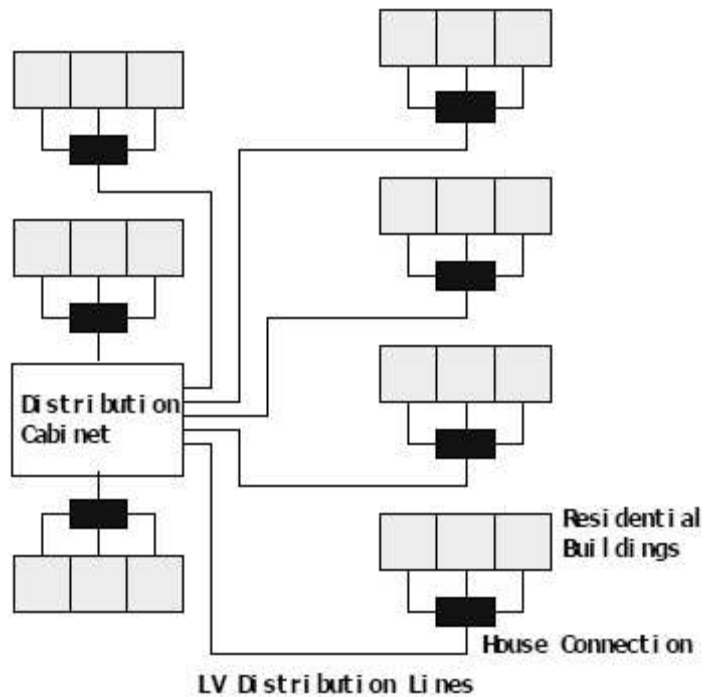 Distribution
Cabinet
Residential
Buildings
House Connection
LV Distribution Lines